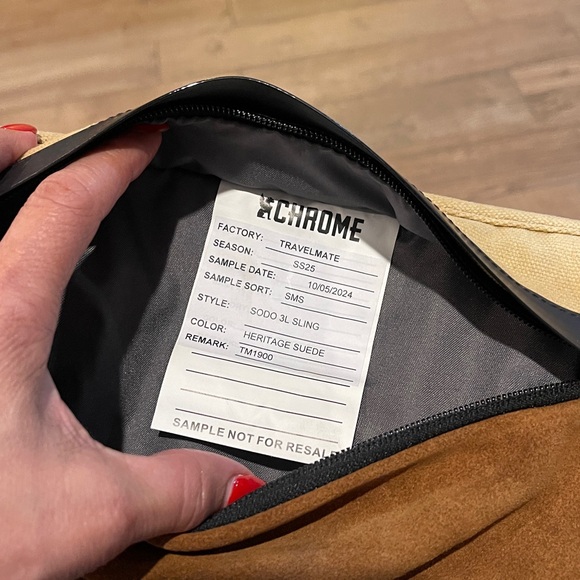 CHROME
FACTORY: TRAVELMATE
SEASON: SS25
SAMPLE DATE: 10/05/2024
SAMPLE SORT: SMS
STYLE: SODO 3L SLING
COLOR: HERITAGE SUEDE
REMARK: TM1900
SAMPLE NOT FOR RESALE